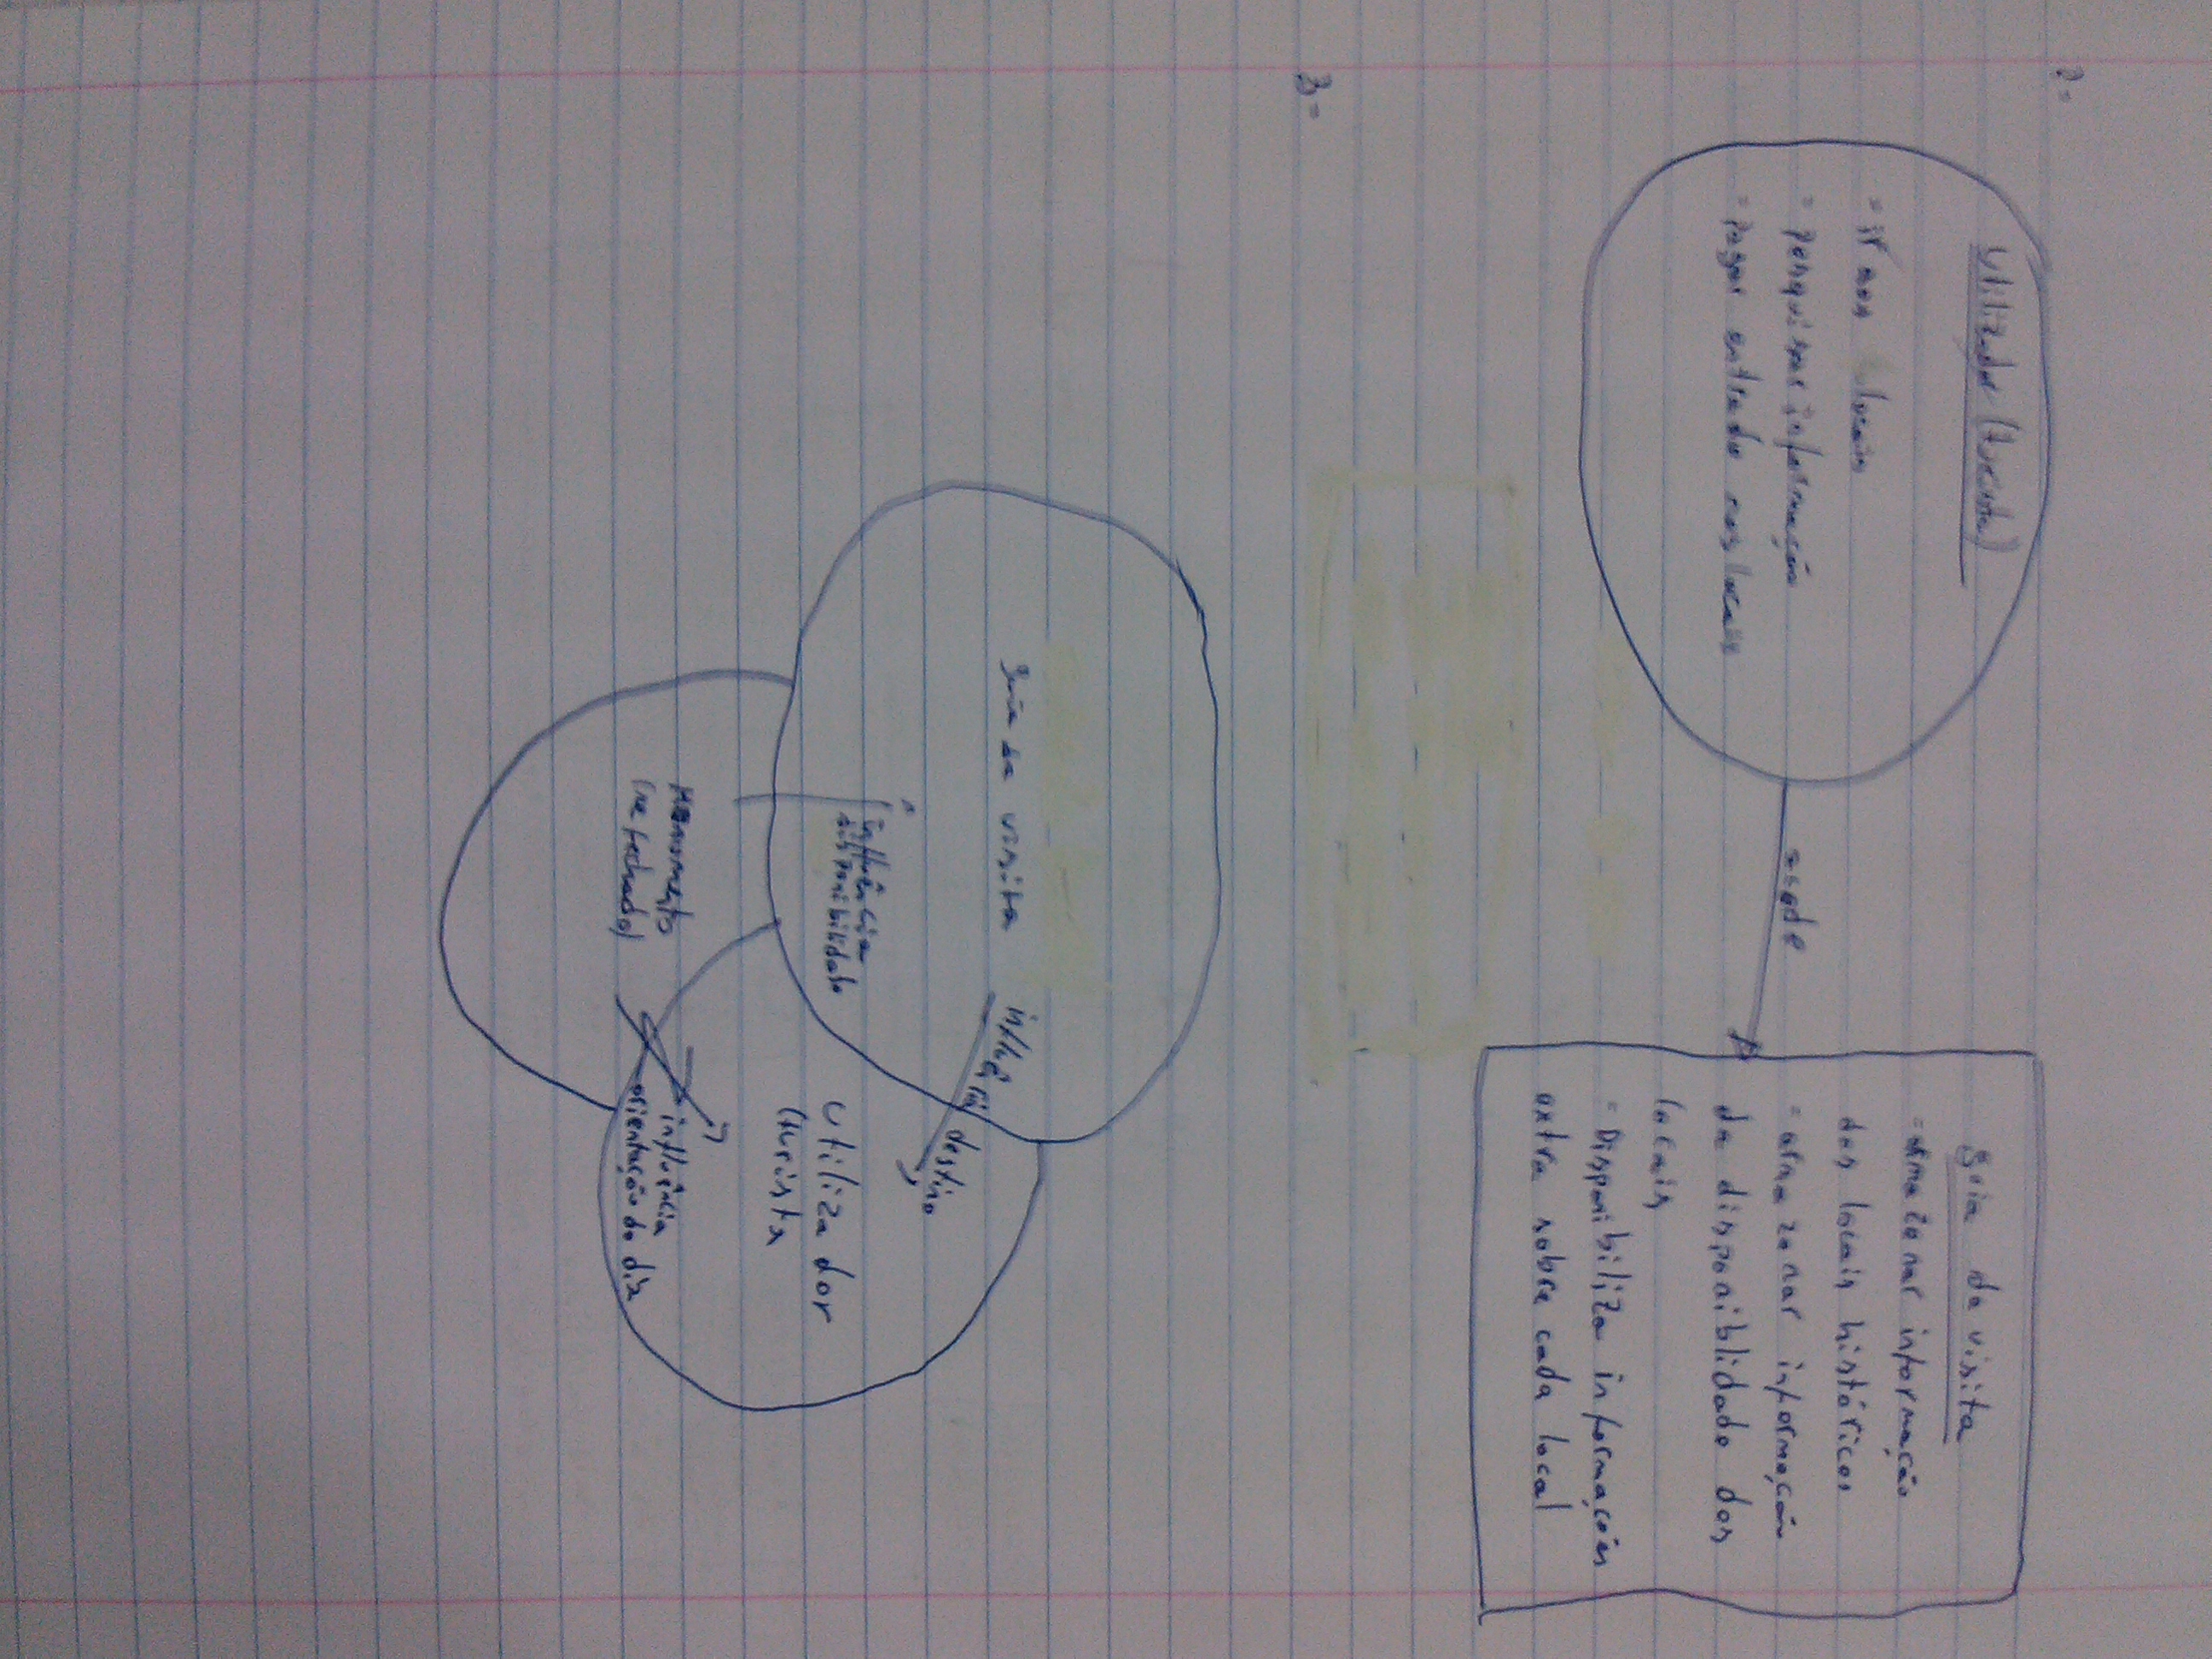 2-
Utilizador (turista)
- ir aos locais
- pesquisar informação
- pagar entrada nos locais
acede
guia da visita
- armazenar informação
dos locais históricos
- armazenar informação
da disponiblidade dos
locais
- Disponibiliza informações
extra sobre cada local
3-
guia da visita
influência
destino
influência
disponibilidade
Utilizador
(turista
Monumento
fechado)
influência
orientação do dia